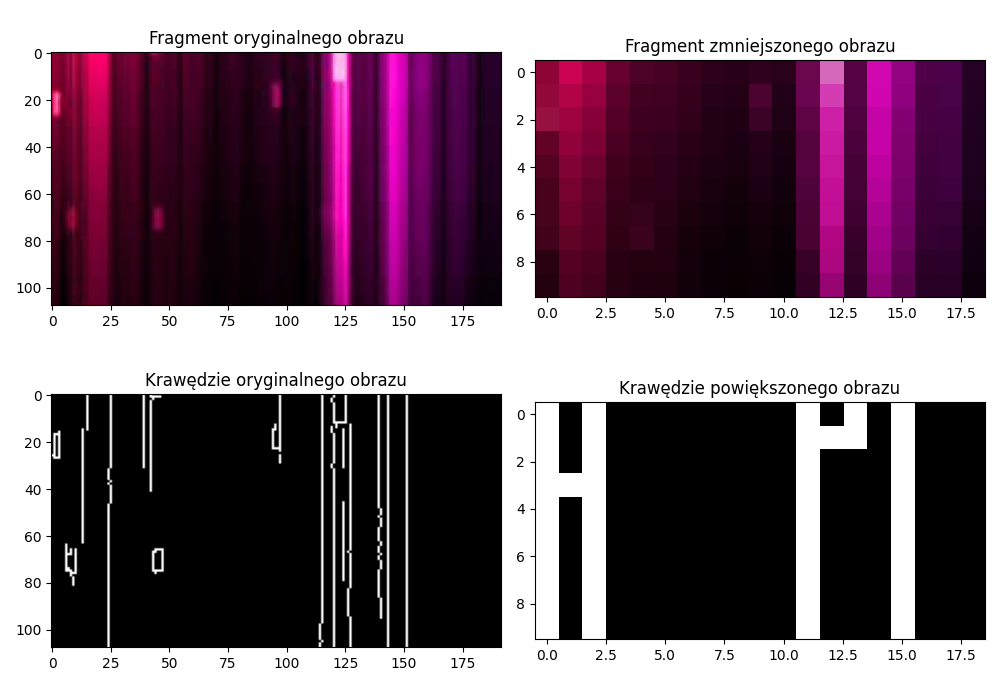 Fragment oryginalnego obrazu
0
20
40
60
80
100
0 25 50 75 100 125 150 175
Fragment zmniejszonego obrazu
0
2
4
6
8
0.0 2.5 5.0 7.5 10.0 12.5 15.0 17.5
Krawędzie oryginalnego obrazu
0
20
40
60
80
100
0 25 50 75 100 125 150 175
Krawędzie powiększonego obrazu
0
2
4
6
8
0.0 2.5 5.0 7.5 10.0 12.5 15.0 17.5